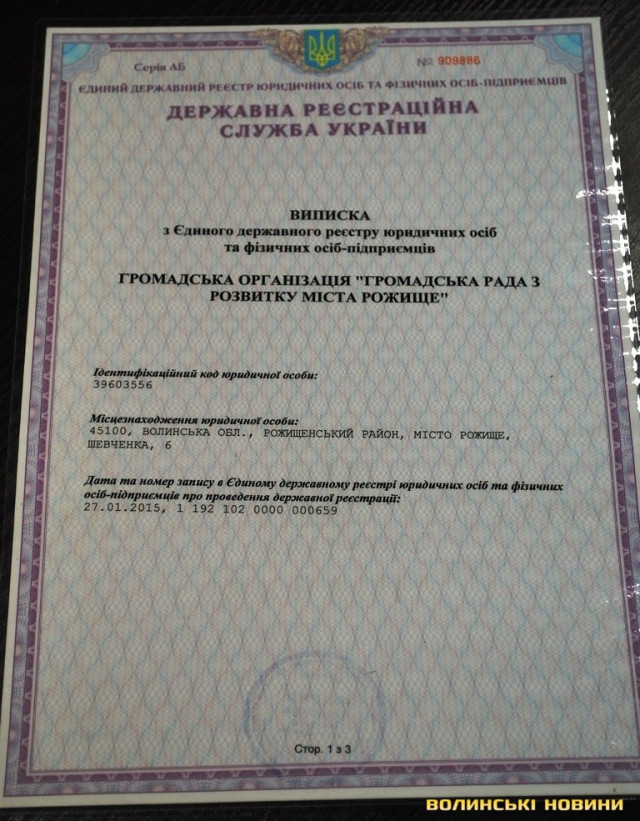 Серія АБ
№ 909886
ЄДИНИЙ ДЕРЖАВНИЙ РЕЄСТР ЮРИДИЧНИХ ОСІБ ТА ФІЗИЧНИХ ОСІБ-ПІДПРИЄМЦІВ
ДЕРЖАВНА РЕЄСТРАЦІЙНА
СЛУЖБА УКРАЇНИ
ВИПИСКА
з Єдиного державного реєстру юридичних осіб
та фізичних осіб-підприємців
ГРОМАДСЬКА ОРГАНІЗАЦІЯ "ГРОМАДСЬКА РАДА З
РОЗВИТКУ МІСТА РОЖИЩЕ"
Ідентифікаційний код юридичної особи:
39603556
Місцезнаходження юридичної особи:
45100, ВОЛИНСЬКА ОБЛ., РОЖИЩЕНСЬКИЙ РАЙОН, МІСТО РОЖИЩЕ,
ШЕВЧЕНКА, 6
Дата та номер запису в Єдиному державному реєстрі юридичних осіб та фізичних
осіб-підприємців про проведення державної реєстрації:
27.01.2015, 1 192 102 0000 000659
Стор. 1 з 3
ВОЛИНСЬКІ НОВИНИ